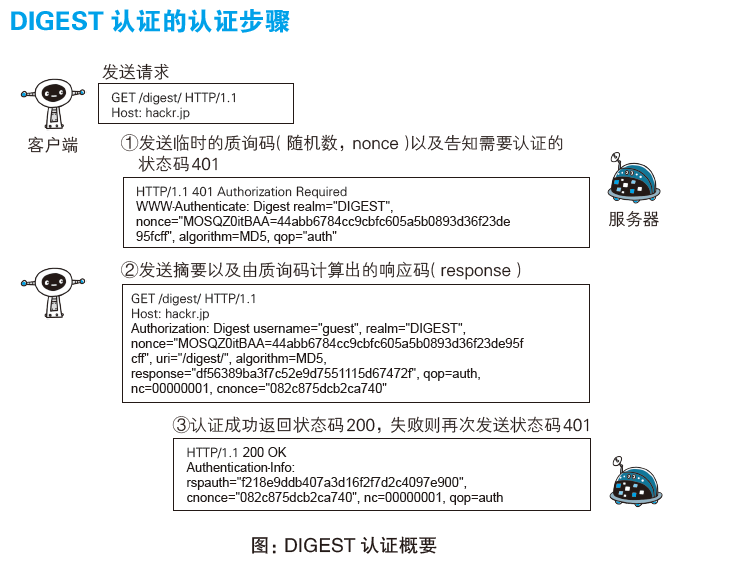 DIGEST 认证的认证步骤
发送请求
GET /digest/ HTTP/1.1
Host: hackr.jp
客户端
①发送临时的质询码(随机数，nonce)以及告知需要认证的
状态码401
HTTP/1.1 401 Authorization Required
WWW-Authenticate: Digest realm="DIGEST",
nonce="MOSQZ0itBAA=44abb6784cc9cbfc605a5b0893d36f23de
95fcff", algorithm=MD5, qop="auth"
服务器
②发送摘要以及由质询码计算出的响应码(response)
GET /digest/ HTTP/1.1
Host: hackr.jp
Authorization: Digest username="guest", realm="DIGEST",
nonce="MOSQZ0itBAA=44abb6784cc9cbfc605a5b0893d36f23de95f
cff", uri="/digest/", algorithm=MD5,
response="df56389ba3f7c52e9d7551115d67472f", qop=auth,
nc=00000001, cnonce="082c875dcb2ca740"
③认证成功返回状态码200，失败则再次发送状态码401
HTTP/1.1 200 OK
Authentication-Info:
rspauth="f218e9ddb407a3d16f2f7d2c4097e900",
cnonce="082c875dcb2ca740", nc=00000001, qop=auth
图：DIGEST 认证概要